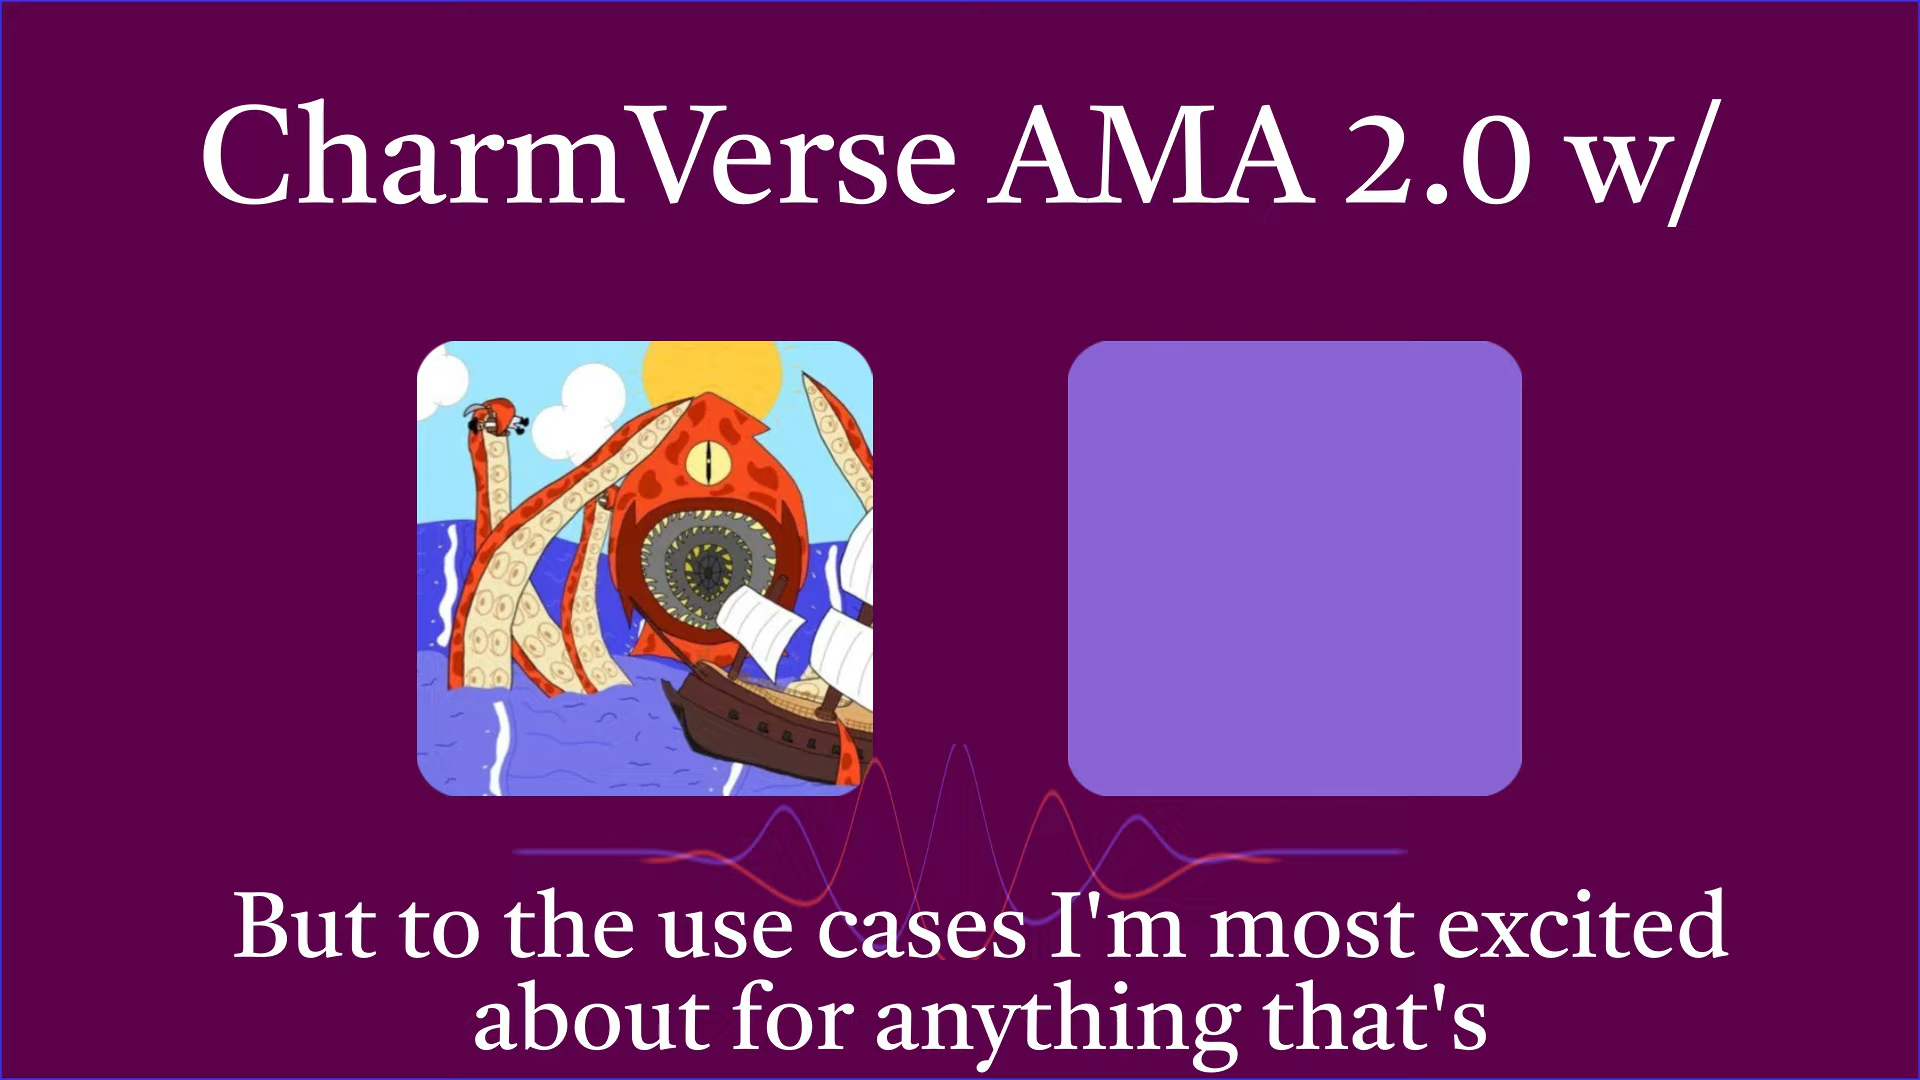 CharmVerse AMA 2.0 w/
But to the use cases I'm most excited
about for anything that's